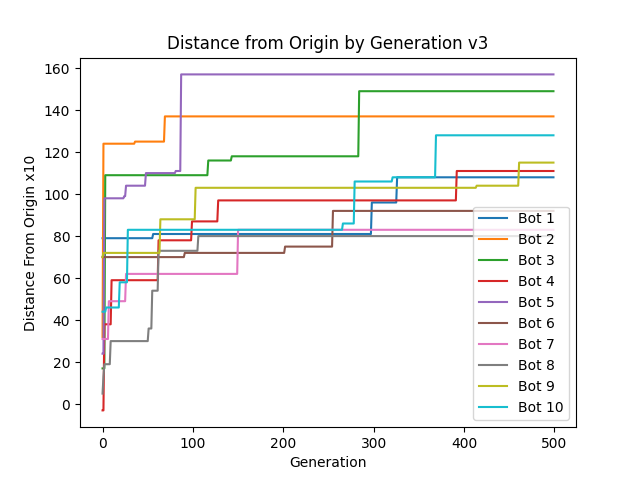 Distance from Origin by Generation v3
Distance From Origin x10
160
140
120
100
80
60
40
20
0
0 100 200 300 400 500
Generation
Bot 1
Bot 2
Bot 3
Bot 4
Bot 5
Bot 6
Bot 7
Bot 8
Bot 9
Bot 10